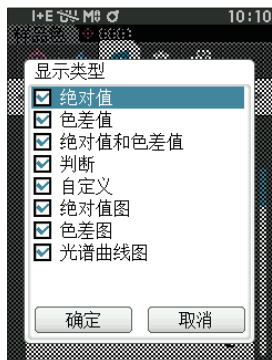 I+E M0 10:10
显示类型
绝对值
色差值
绝对值和色差值
判断
自定义
绝对值图
色差图
光谱曲线图
确定 取消